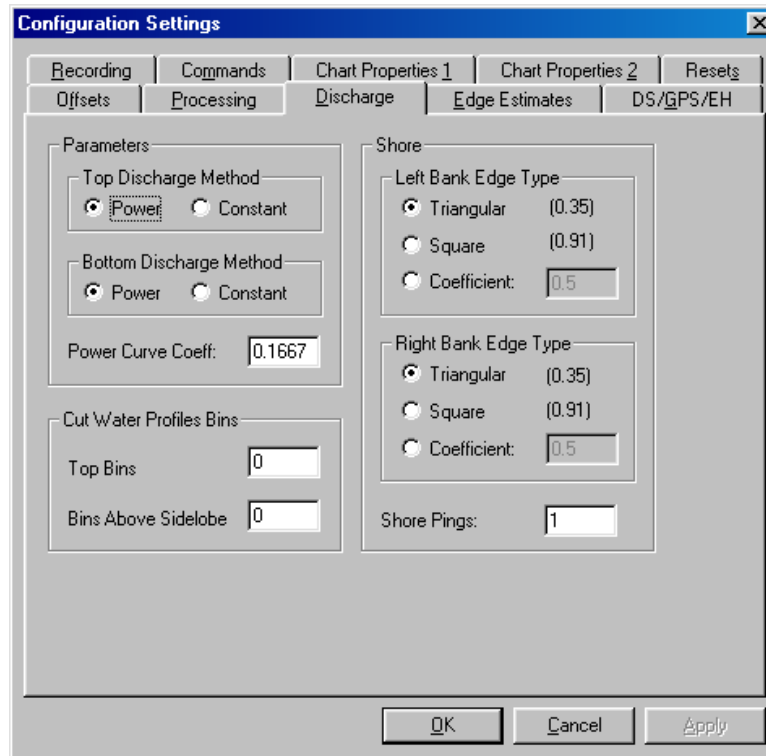 Configuration Settings
Recording Commands Chart Properties 1 Chart Properties 2 Resets
Offsets Processing Discharge Edge Estimates DS/GPS/EH
Parameters
Top Discharge Method
Power Constant
Bottom Discharge Method
Power Constant
Power Curve Coeff: 0.1667
Cut Water Profiles Bins
Top Bins 0
Bins Above Sidelobe 0
Shore
Left Bank Edge Type
Triangular (0.35)
Square (0.91)
Coefficient: 0.5
Right Bank Edge Type
Triangular (0.35)
Square (0.91)
Coefficient: 0.5
Shore Pings: 1
OK Cancel Apply